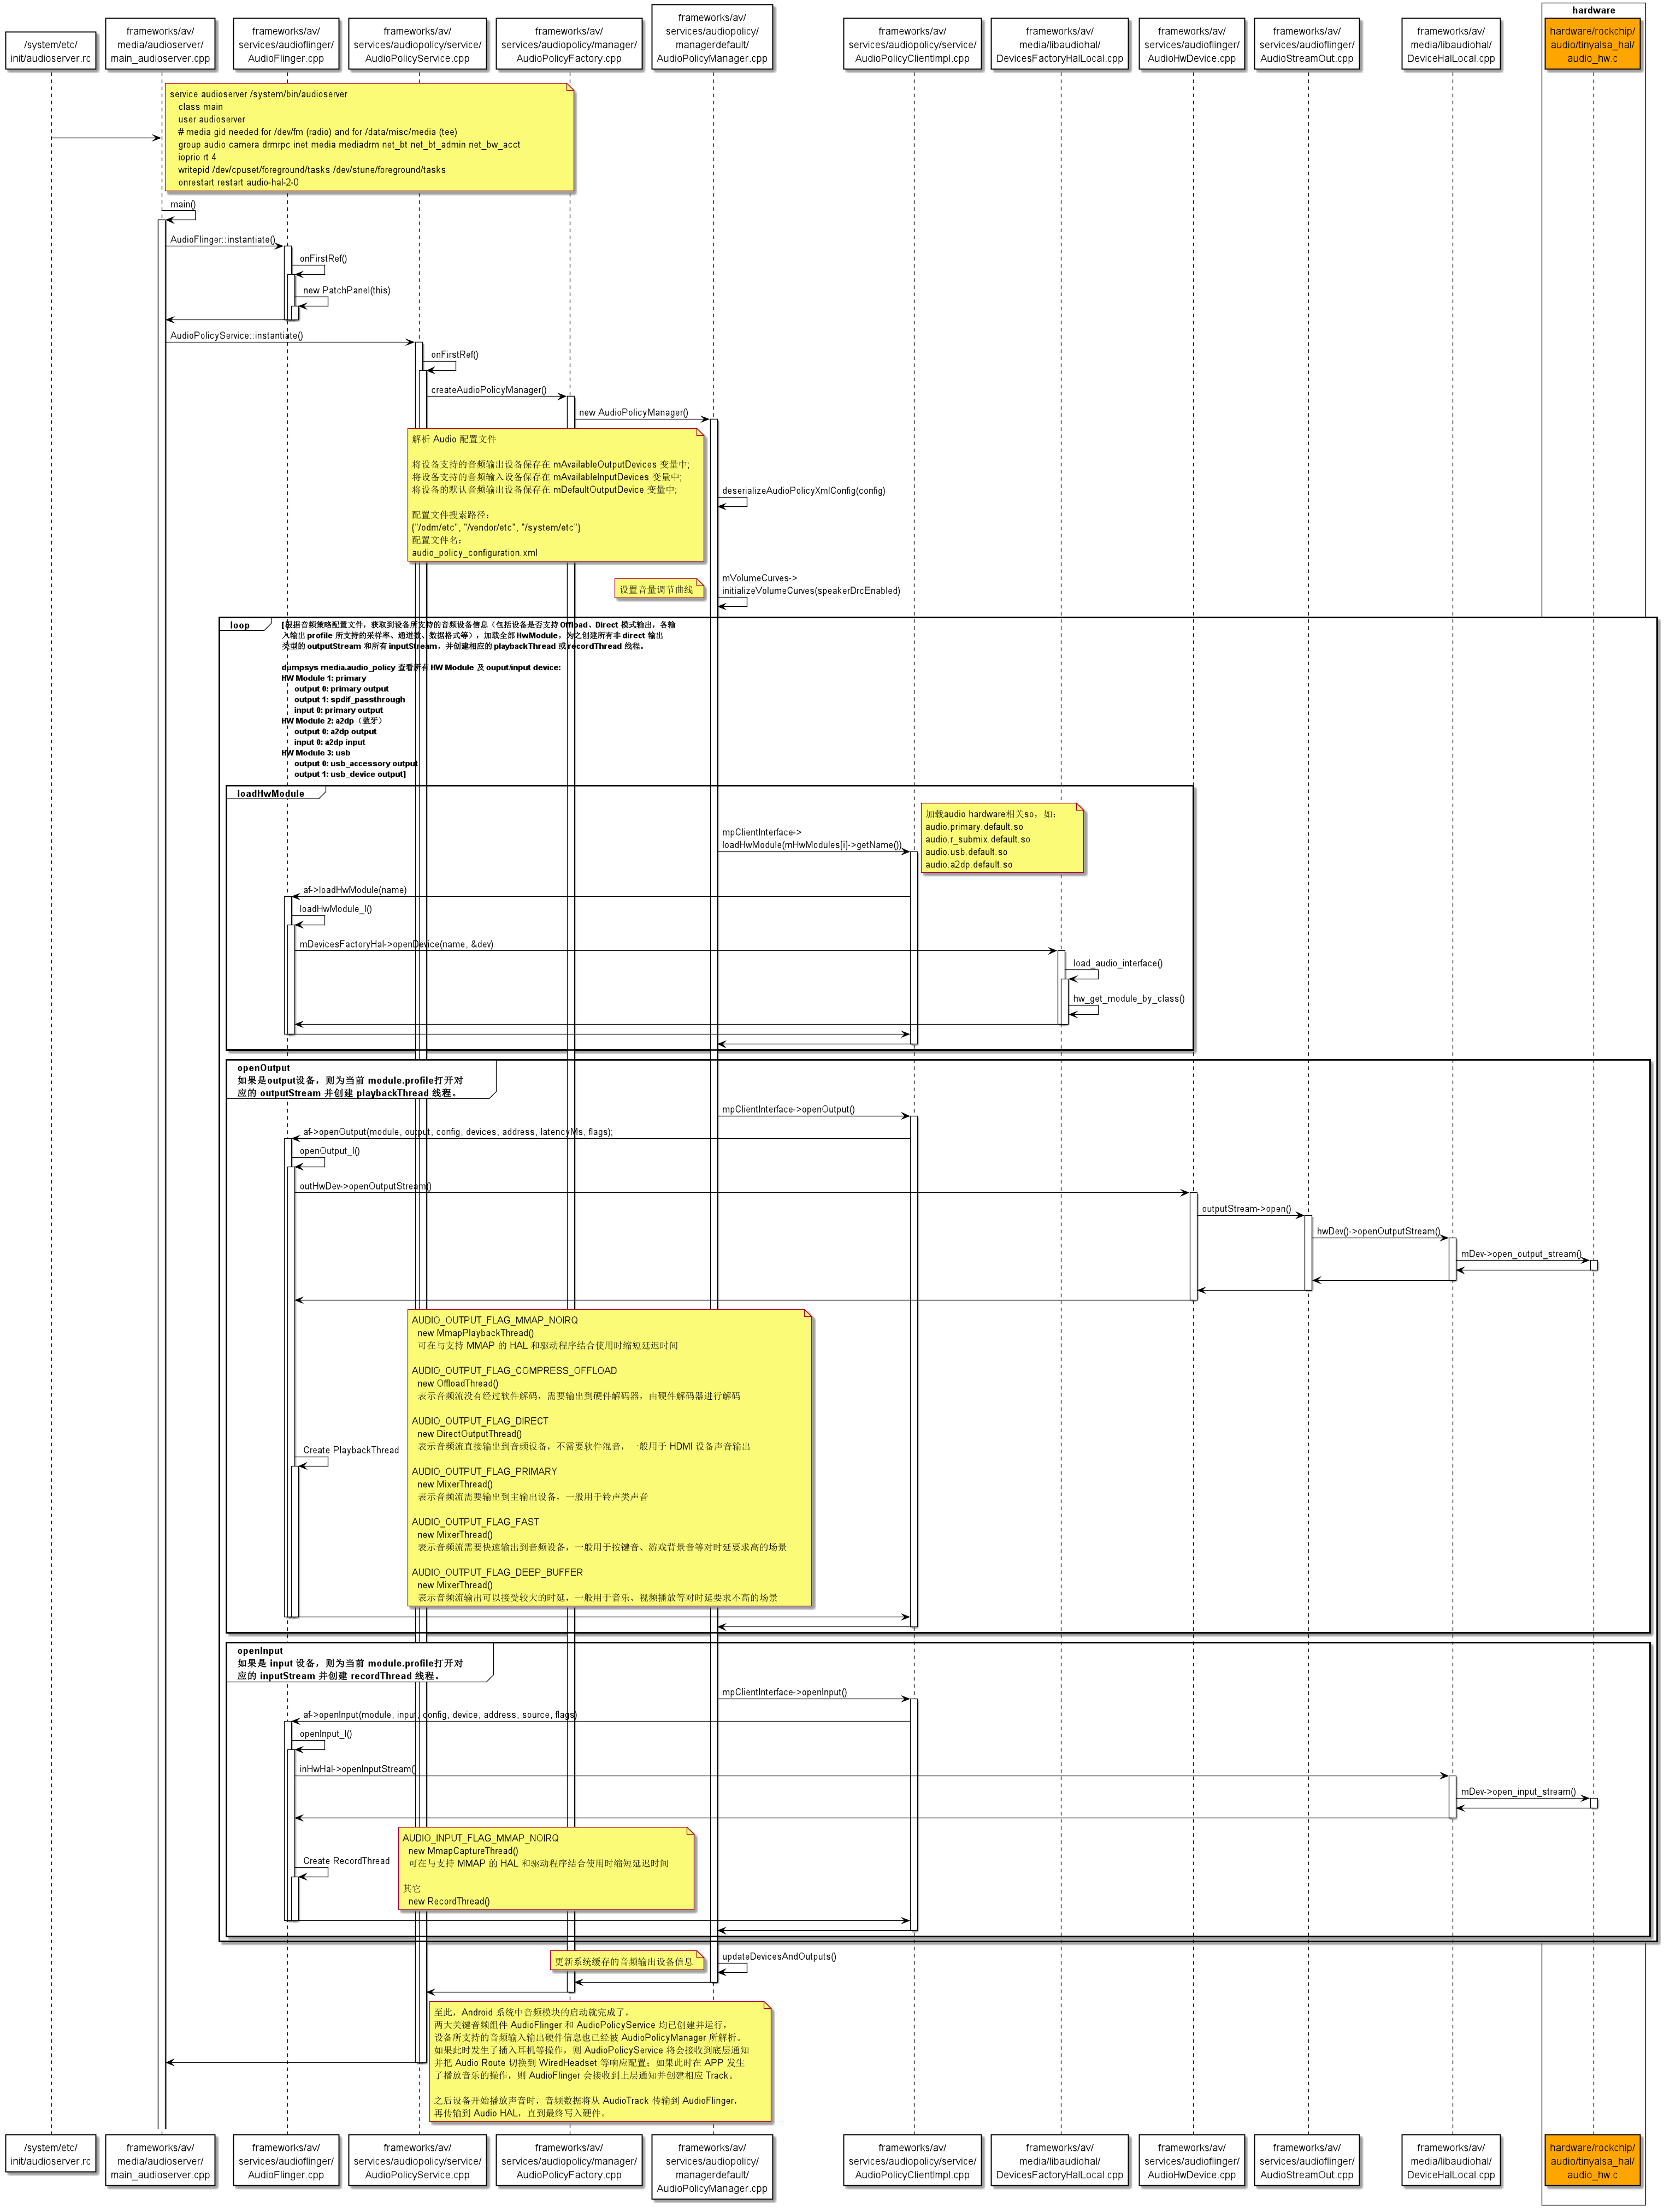 hardware
/system/etc/
init/audioserver.rc
frameworks/av/
media/audioserver/
main_audioserver.cpp
frameworks/av/
services/audioflinger/
AudioFlinger.cpp
frameworks/av/
services/audiopolicy/service/
AudioPolicyService.cpp
frameworks/av/
services/audiopolicy/manager/
AudioPolicyFactory.cpp
frameworks/av/
services/audiopolicy/
managerdefault/
AudioPolicyManager.cpp
frameworks/av/
services/audiopolicy/service/
AudioPolicyClientImpl.cpp
frameworks/av/
media/libaudiohal/
DevicesFactoryHalLocal.cpp
frameworks/av/
services/audioflinger/
AudioHwDevice.cpp
frameworks/av/
services/audioflinger/
AudioStreamOut.cpp
frameworks/av/
media/libaudiohal/
DeviceHalLocal.cpp
hardware/rockchip/
audio/tinyalsa_hal/
audio_hw.c
service audioserver /system/bin/audioserver
class main
user audioserver
# media gid needed for /dev/fm (radio) and for /data/misc/media (tee)
group audio camera drmrpc inet media mediadrm net_bt net_bt_admin net_bw_acct
ioprio rt 4
writepid /dev/cpuset/foreground/tasks /dev/stune/foreground/tasks
onrestart restart audio-hal-2-0
main()
AudioFlinger::instantiate()
onFirstRef()
new PatchPanel(this)
AudioPolicyService::instantiate()
onFirstRef()
createAudioPolicyManager()
new AudioPolicyManager()
解析 Audio 配置文件
将设备支持的音频输出设备保存在 mAvailableOutputDevices 变量中;
将设备支持的音频输入设备保存在 mAvailableInputDevices 变量中;
将设备的默认音频输出设备保存在 mDefaultOutputDevice 变量中;
配置文件搜索路径：
{"/odm/etc", "/vendor/etc", "/system/etc"}
配置文件名：
audio_policy_configuration.xml
deserializeAudioPolicyXmlConfig(config)
设置音量调节曲线
mVolumeCurves->
initializeVolumeCurves(speakerDrcEnabled)
loop
[根据音频策略配置文件，获取到设备所支持的音频设备信息（包括设备是否支持 Offload、Direct 模式输出，各输
入输出 profile 所支持的采样率、通道数、数据格式等），加载全部 HwModule，为之创建所有非 direct 输出
类型的 outputStream 和所有 inputStream，并创建相应的 playbackThread 或 recordThread 线程。
dumpsys media.audio_policy 查看所有 HW Module 及 ouput/input device:
HW Module 1: primary
output 0: primary output
output 1: spdif_passthrough
input 0: primary output
HW Module 2: a2dp（蓝牙）
output 0: a2dp output
input 0: a2dp input
HW Module 3: usb
output 0: usb_accessory output
output 1: usb_device output]
loadHwModule
mpClientInterface->
loadHwModule(mHwModules[i]->getName())
加载audio hardware相关so，如：
audio.primary.default.so
audio.r_submix.default.so
audio.usb.default.so
audio.a2dp.default.so
af->loadHwModule(name)
loadHwModule_l()
mDevicesFactoryHal->openDevice(name, &dev)
load_audio_interface()
hw_get_module_by_class()
openOutput
如果是output设备，则为当前 module.profile打开对
应的 outputStream 并创建 playbackThread 线程。
mpClientInterface->openOutput()
af->openOutput(module, output, config, devices, address, latencyMs, flags);
openOutput_l()
outHwDev->openOutputStream()
outputStream->open()
hwDev()->openOutputStream()
mDev->open_output_stream()
AUDIO_OUTPUT_FLAG_MMAP_NOIRQ
new MmapPlaybackThread()
可在与支持 MMAP 的 HAL 和驱动程序结合使用时缩短延迟时间
AUDIO_OUTPUT_FLAG_COMPRESS_OFFLOAD
new OffloadThread()
表示音频流没有经过软件解码，需要输出到硬件解码器，由硬件解码器进行解码
AUDIO_OUTPUT_FLAG_DIRECT
new DirectOutputThread()
表示音频流直接输出到音频设备，不需要软件混音，一般用于 HDMI 设备声音输出
Create PlaybackThread
AUDIO_OUTPUT_FLAG_PRIMARY
new MixerThread()
表示音频流需要输出到主输出设备，一般用于铃声类声音
AUDIO_OUTPUT_FLAG_FAST
new MixerThread()
表示音频流需要快速输出到音频设备，一般用于按键音、游戏背景音等对时延要求高的场景
AUDIO_OUTPUT_FLAG_DEEP_BUFFER
new MixerThread()
表示音频流输出可以接受较大的时延，一般用于音乐、视频播放等对时延要求不高的场景
openInput
如果是 input 设备，则为当前 module.profile打开对
应的 inputStream 并创建 recordThread 线程。
mpClientInterface->openInput()
af->openInput(module, input, config, device, address, source, flags)
openInput_l()
inHwHal->openInputStream()
mDev->open_input_stream()
AUDIO_INPUT_FLAG_MMAP_NOIRQ
new MmapCaptureThread()
可在与支持 MMAP 的 HAL 和驱动程序结合使用时缩短延迟时间
其它
new RecordThread()
Create RecordThread
更新系统缓存的音频输出设备信息
updateDevicesAndOutputs()
至此，Android 系统中音频模块的启动就完成了，
两大关键音频组件 AudioFlinger 和 AudioPolicyService 均已创建并运行，
设备所支持的音频输入输出硬件信息也已经被 AudioPolicyManager 所解析。
如果此时发生了插入耳机等操作，则 AudioPolicyService 将会接收到底层通知
并把 Audio Route 切换到 WiredHeadset 等响应配置；如果此时在 APP 发生
了播放音乐的操作，则 AudioFlinger 会接收到上层通知并创建相应 Track。
之后设备开始播放声音时，音频数据将从 AudioTrack 传输到 AudioFlinger，
再传输到 Audio HAL，直到最终写入硬件。
/system/etc/
init/audioserver.rc
frameworks/av/
media/audioserver/
main_audioserver.cpp
frameworks/av/
services/audioflinger/
AudioFlinger.cpp
frameworks/av/
services/audiopolicy/service/
AudioPolicyService.cpp
frameworks/av/
services/audiopolicy/manager/
AudioPolicyFactory.cpp
frameworks/av/
services/audiopolicy/
managerdefault/
AudioPolicyManager.cpp
frameworks/av/
services/audiopolicy/service/
AudioPolicyClientImpl.cpp
frameworks/av/
media/libaudiohal/
DevicesFactoryHalLocal.cpp
frameworks/av/
services/audioflinger/
AudioHwDevice.cpp
frameworks/av/
services/audioflinger/
AudioStreamOut.cpp
frameworks/av/
media/libaudiohal/
DeviceHalLocal.cpp
hardware/rockchip/
audio/tinyalsa_hal/
audio_hw.c